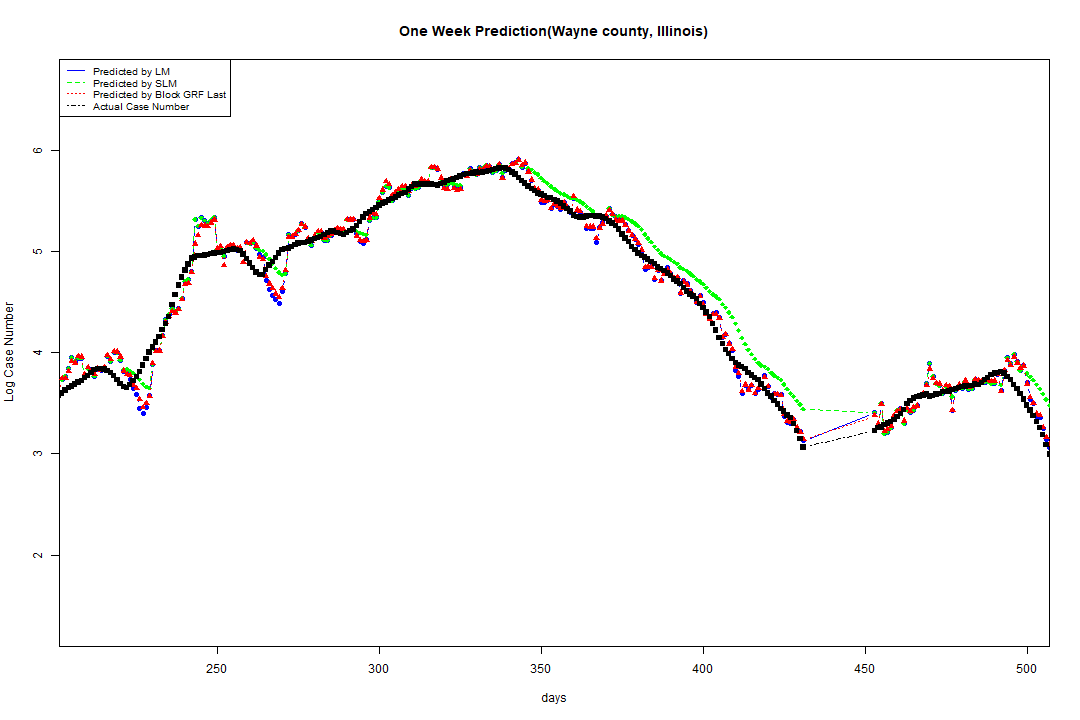 One Week Prediction(Wayne county, Illinois)
Predicted by LM
Predicted by SLM
Predicted by Block GRF Last
Actual Case Number
Log Case Number
6
5
4
3
2
250 300 350 400 450 500
days